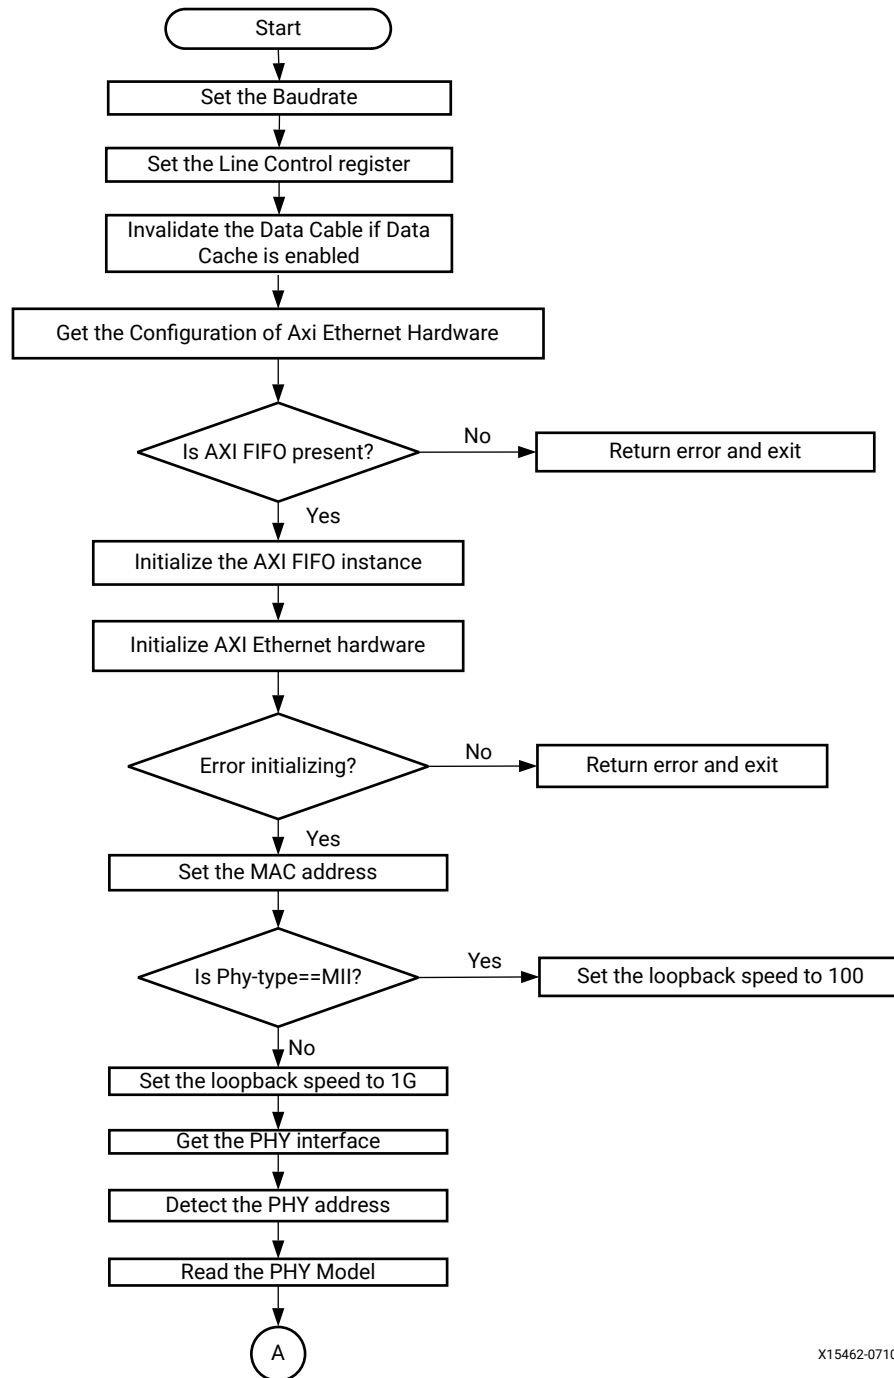 Start
Set the Baudrate
Set the Line Control register
Invalidate the Data Cable if Data
Cache is enabled
Get the Configuration of Axi Ethernet Hardware
Is AXI FIFO present?
No
Return error and exit
Yes
Initialize the AXI FIFO instance
Initialize AXI Ethernet hardware
Error initializing?
No
Return error and exit
Yes
Set the MAC address
Is Phy-type==MII?
Yes
Set the loopback speed to 100
No
Set the loopback speed to 1G
Get the PHY interface
Detect the PHY address
Read the PHY Model
A
X15462-0710